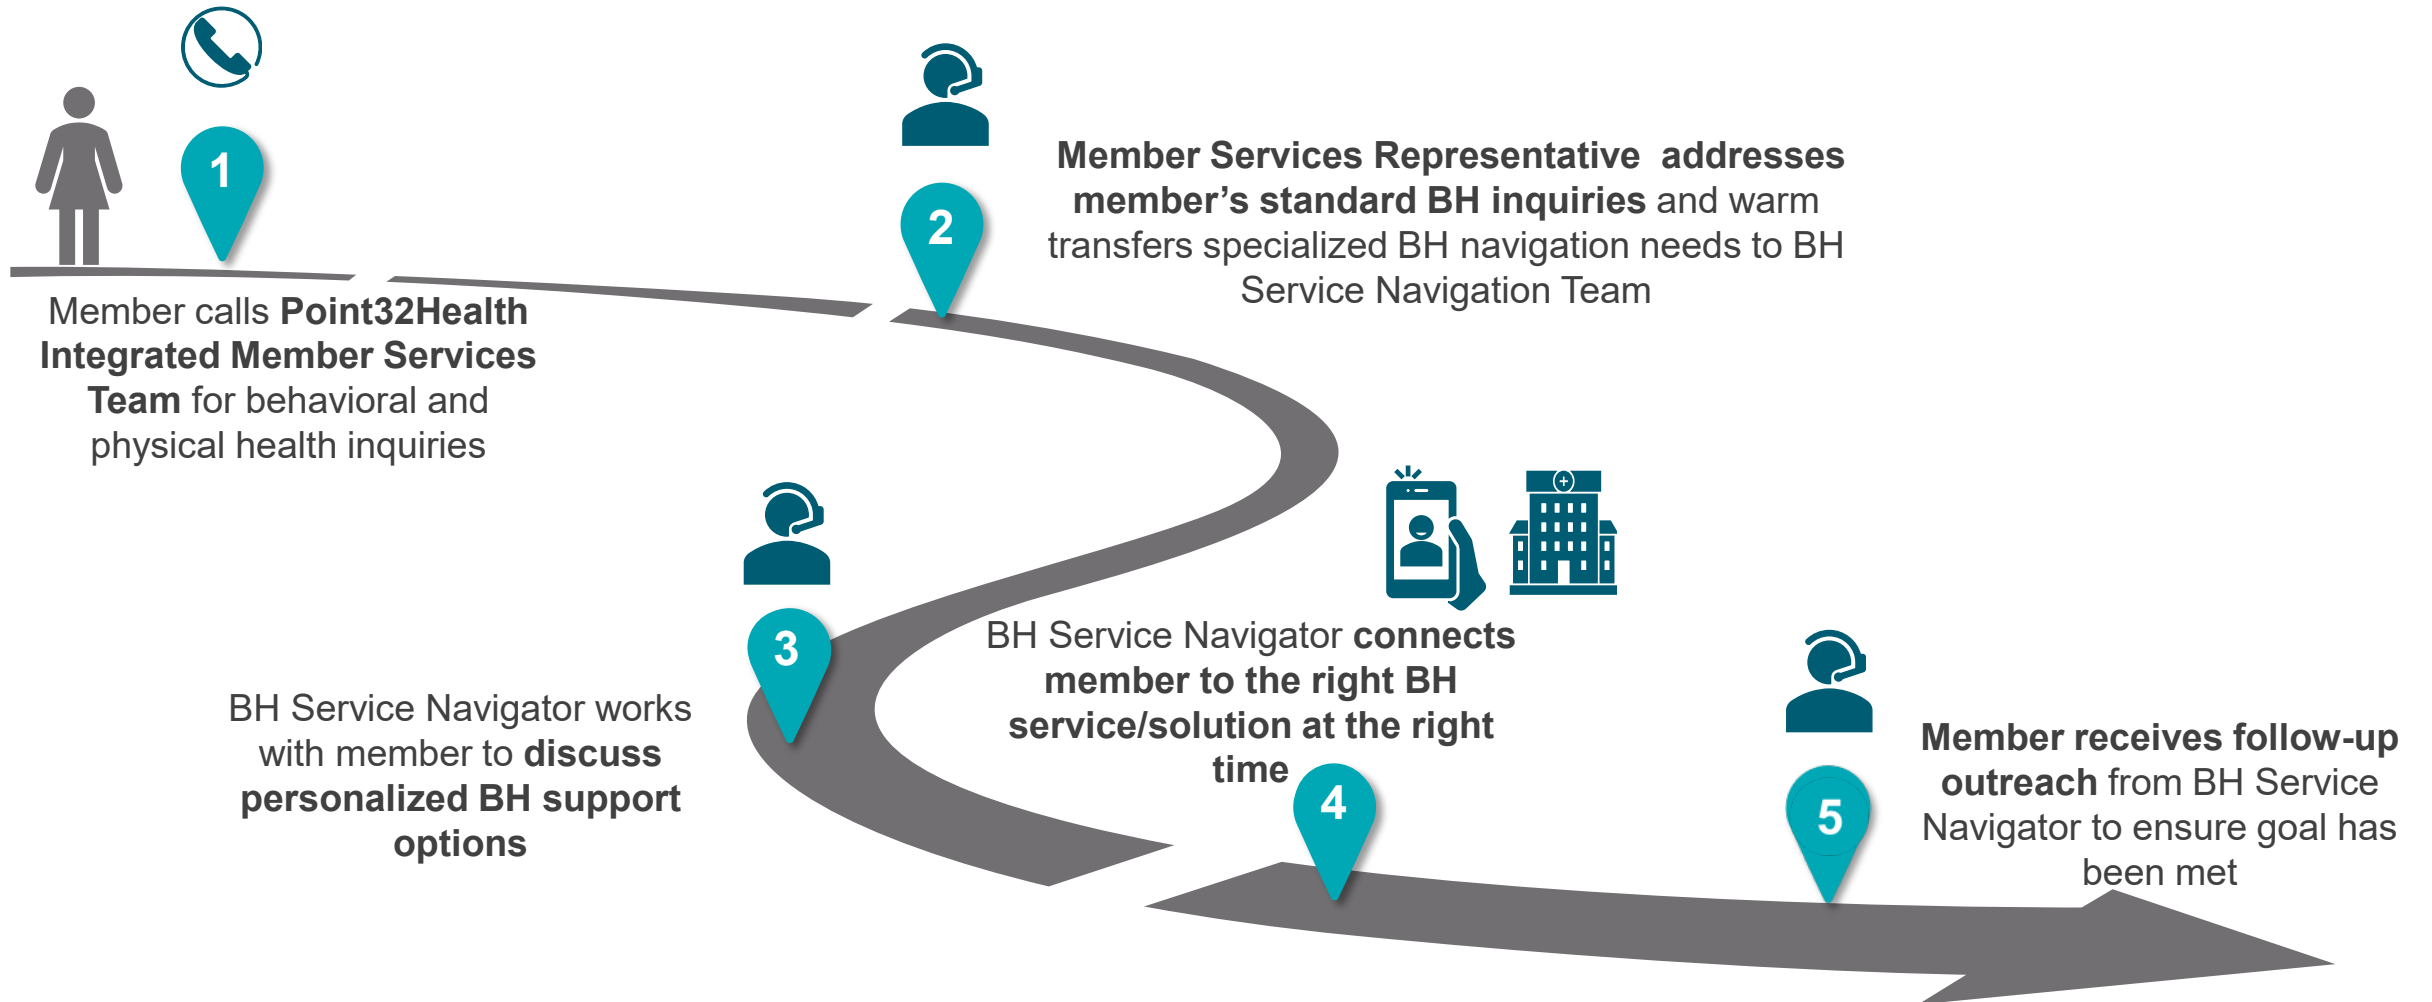 1
Member calls Point32Health
Integrated Member Services
Team for behavioral and
physical health inquiries
2
Member Services Representative  addresses
member’s standard BH inquiries and warm
transfers specialized BH navigation needs to BH
Service Navigation Team
3
BH Service Navigator works
with member to discuss
personalized BH support
options
BH Service Navigator connects
member to the right BH
service/solution at the right
time
4
5
Member receives follow-up
outreach from BH Service
Navigator to ensure goal has
been met